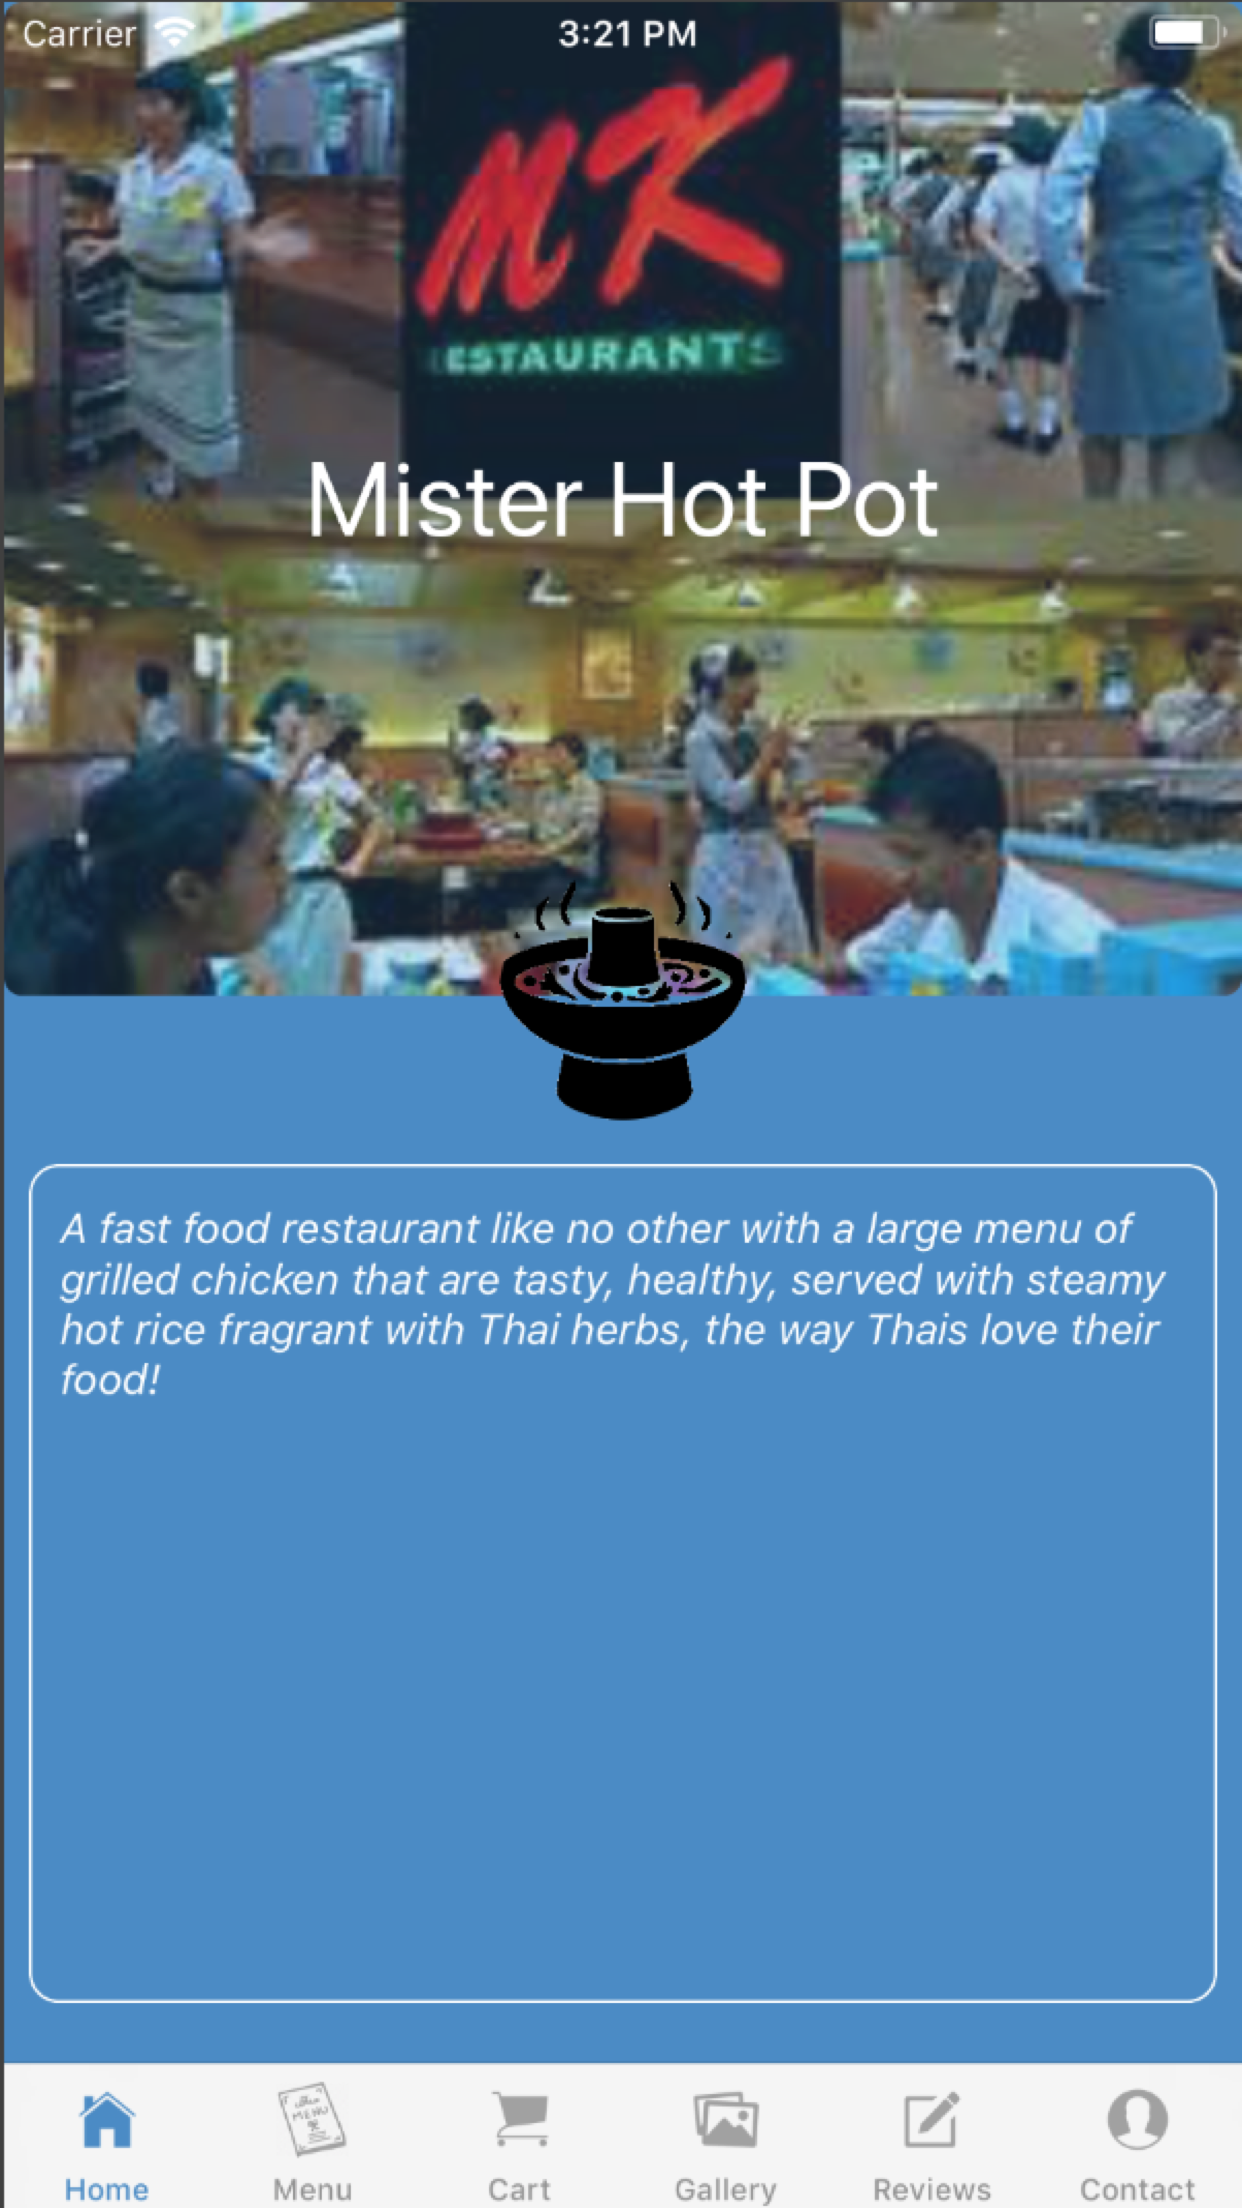 Carrier
3:21 PM
MK
ESTAURANTS
Mister Hot Pot
A fast food restaurant like no other with a large menu of
grilled chicken that are tasty, healthy, served with steamy
hot rice fragrant with Thai herbs, the way Thais love their
food!
MENU
Home
Menu
Cart
Gallery
Reviews
Contact